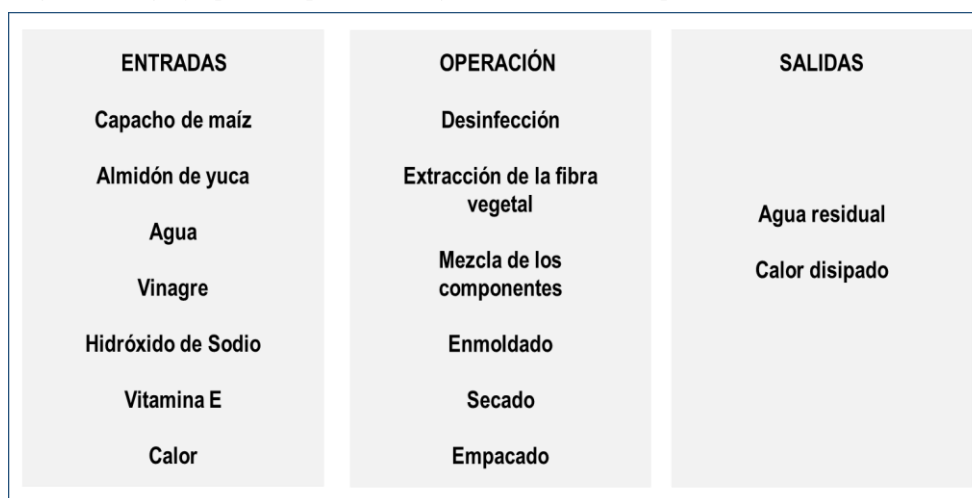 ENTRADAS
Capacho de maíz
Almidón de yuca
Agua
Vinagre
Hidróxido de Sodio
Vitamina E
Calor
OPERACIÓN
Desinfección
Extracción de la fibra
vegetal
Mezcla de los
componentes
Enmoldado
Secado
Empacado
SALIDAS
Agua residual
Calor disipado